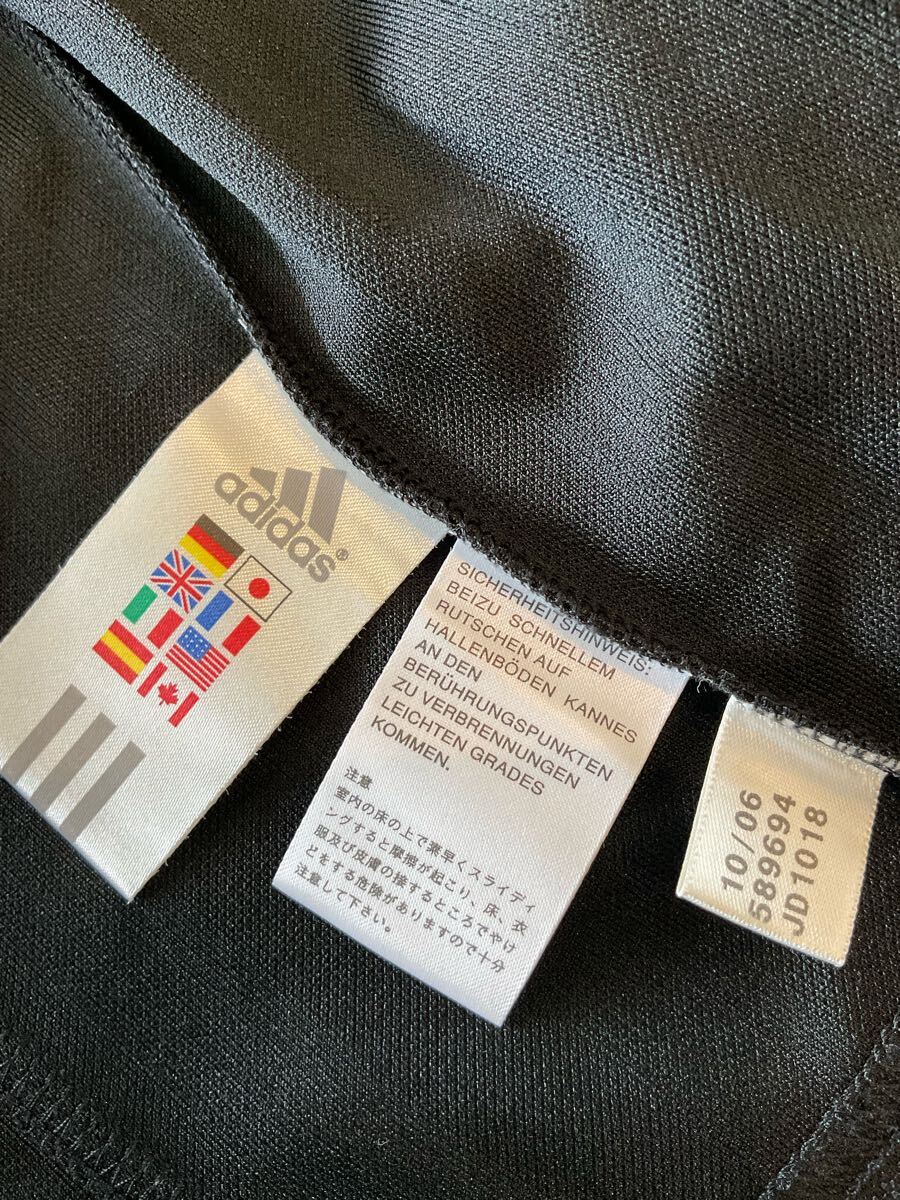 adidas®
SICHERHEITSHINWEIS:
BEIZU SCHNELLEM
RUTSCHEN AUF
HALLENBÖDEN KANNES
AN DEN
BERÜHRUNGSPUNKTEN
ZU VERBRENNUNGEN
LEICHTEN GRADES
KOMMEN.
注意
室内の床の上で素早くスライディ
ングすると摩擦が起こり、床、衣
服及び皮膚の接するところでやけ
どをする危険がありますので十分
注意して下さい。
10/06
589694
JD1018